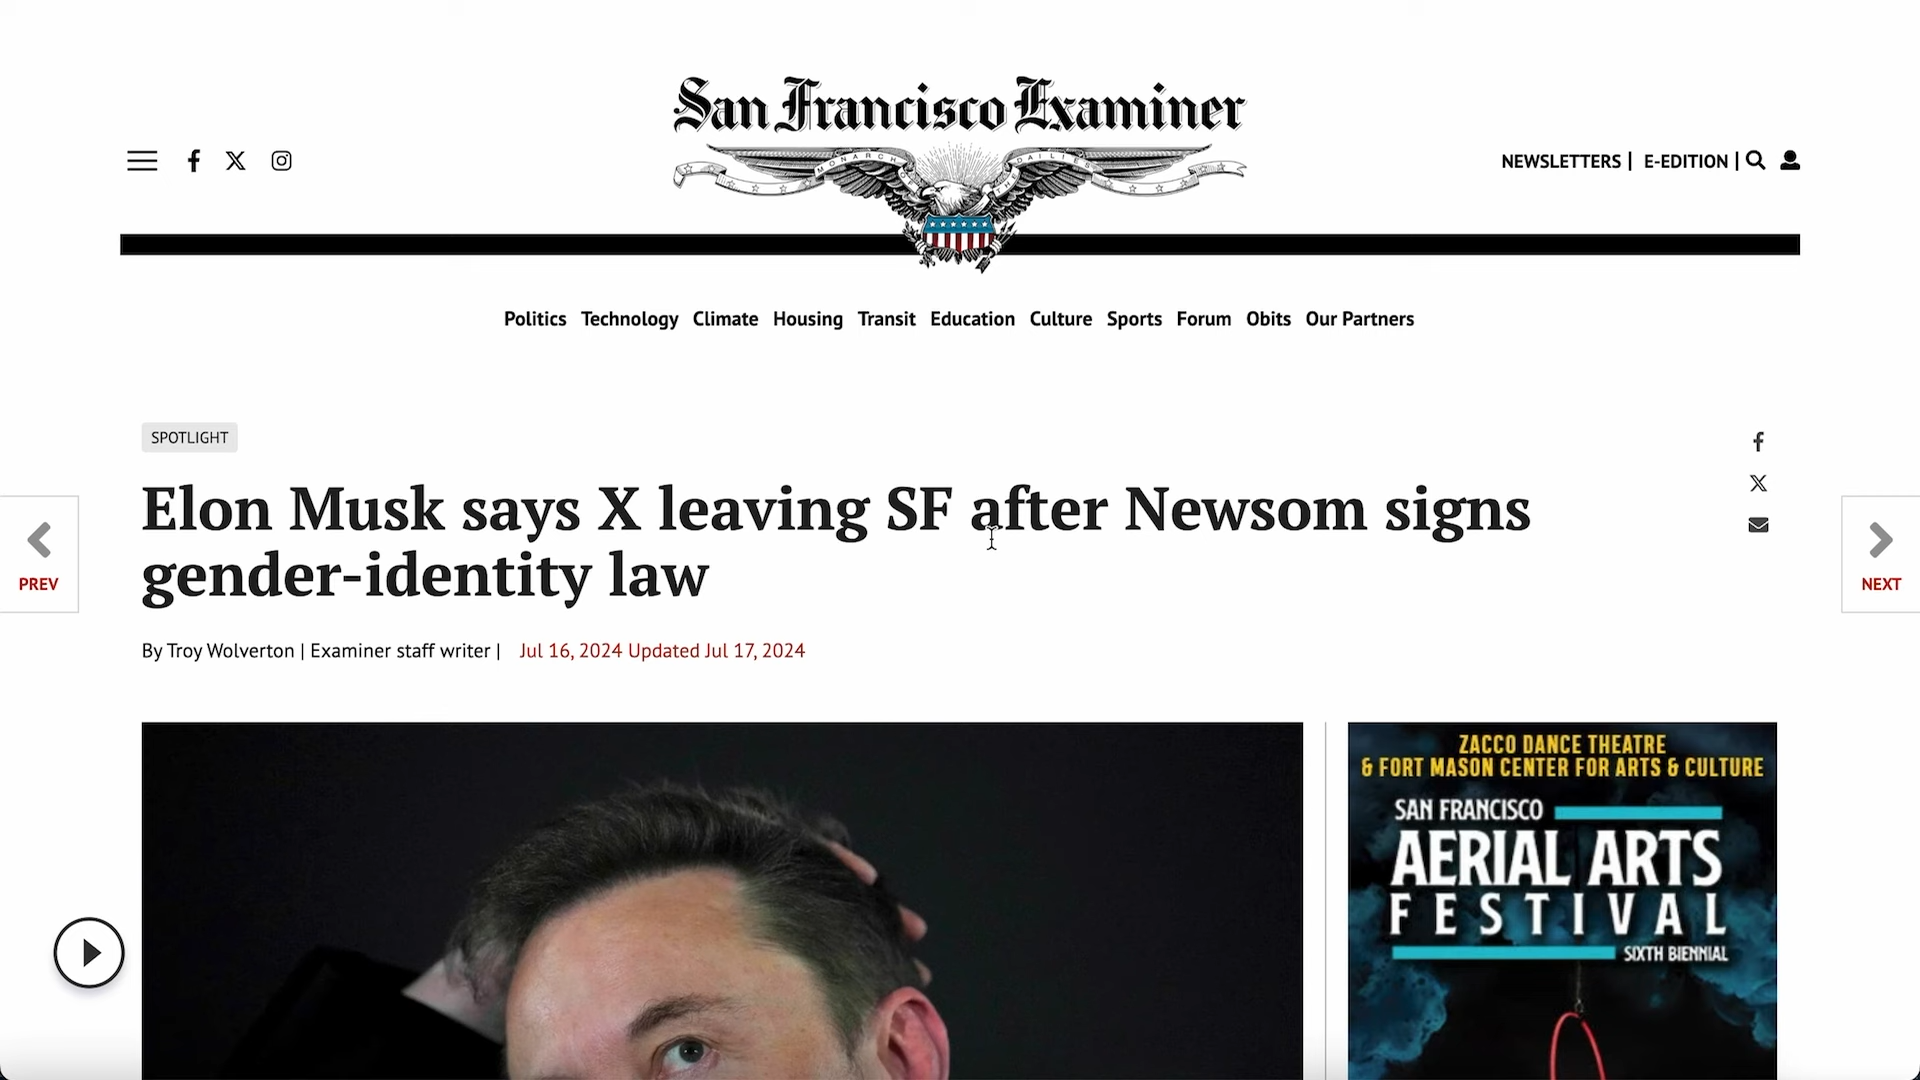 San Francisco Examiner
MONARCH OF THE DAILIES
NEWSLETTERS | E-EDITION |
Politics Technology Climate Housing Transit Education Culture Sports Forum Obits Our Partners
SPOTLIGHT
Elon Musk says X leaving SF after Newsom signs
gender-identity law
PREV
NEXT
By Troy Wolverton | Examiner staff writer | Jul 16, 2024 Updated Jul 17, 2024
ZACCO DANCE THEATRE
& FORT MASON CENTER FOR ARTS & CULTURE
SAN FRANCISCO
AERIAL ARTS
FESTIVAL
SIXTH BIENNIAL